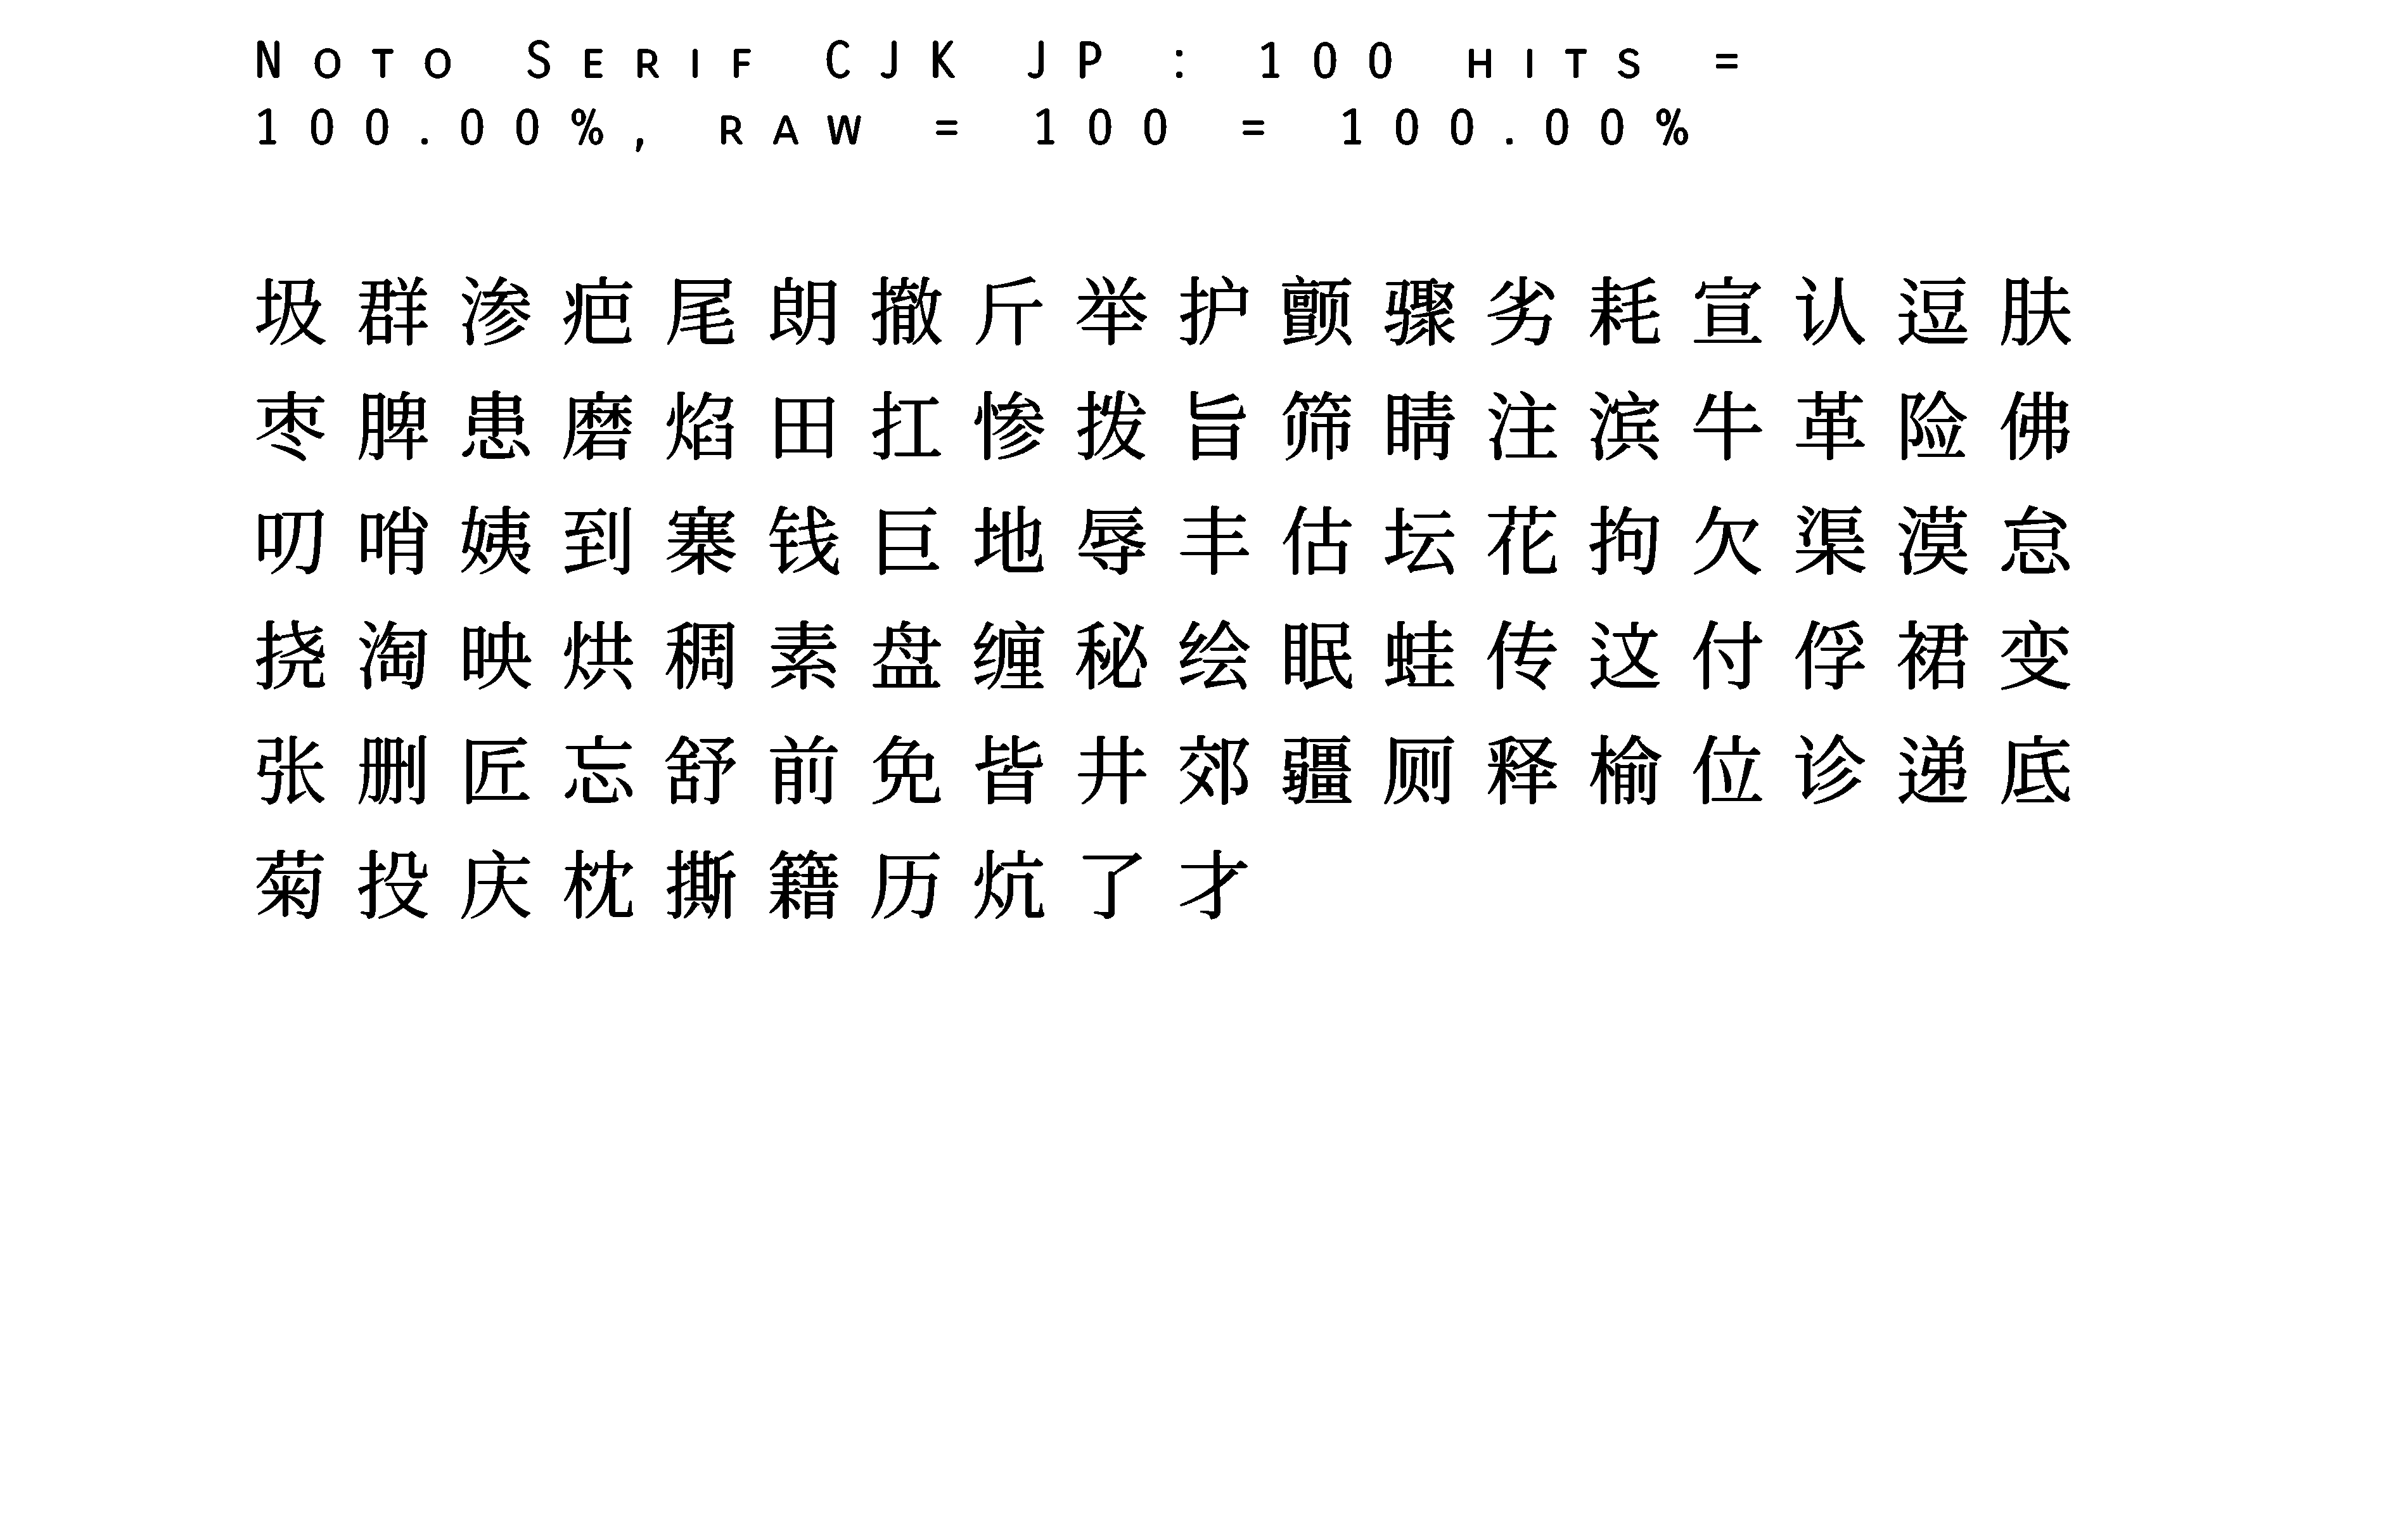 Noto Serif CJK JP : 100 hits =
100.00%, raw = 100 = 100.00%
圾群渗疤尾朗撤斤举护颤骤劣耗宣认逗肤
枣脾患磨焰田扛惨拨旨筛睛注滨牛革险佛
叨哨姨到寨钱巨地辱丰估坛花拘欠渠漠怠
挠淘映烘稠素盘缠秘绘眠蛙传这付俘裙变
张删匠忘舒前免皆井郊疆厕释榆位诊递底
菊投庆枕撕籍历炕了才